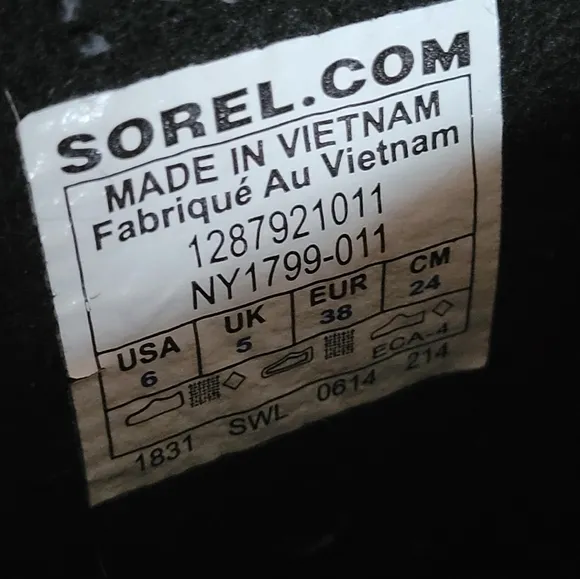 SOREL.COM
MADE IN VIETNAM
Fabriqué Au Vietnam
1287921011
NY1799-011
USA UK EUR CM
6 5 38 24
ECA-4
1831 SWL 0614 214